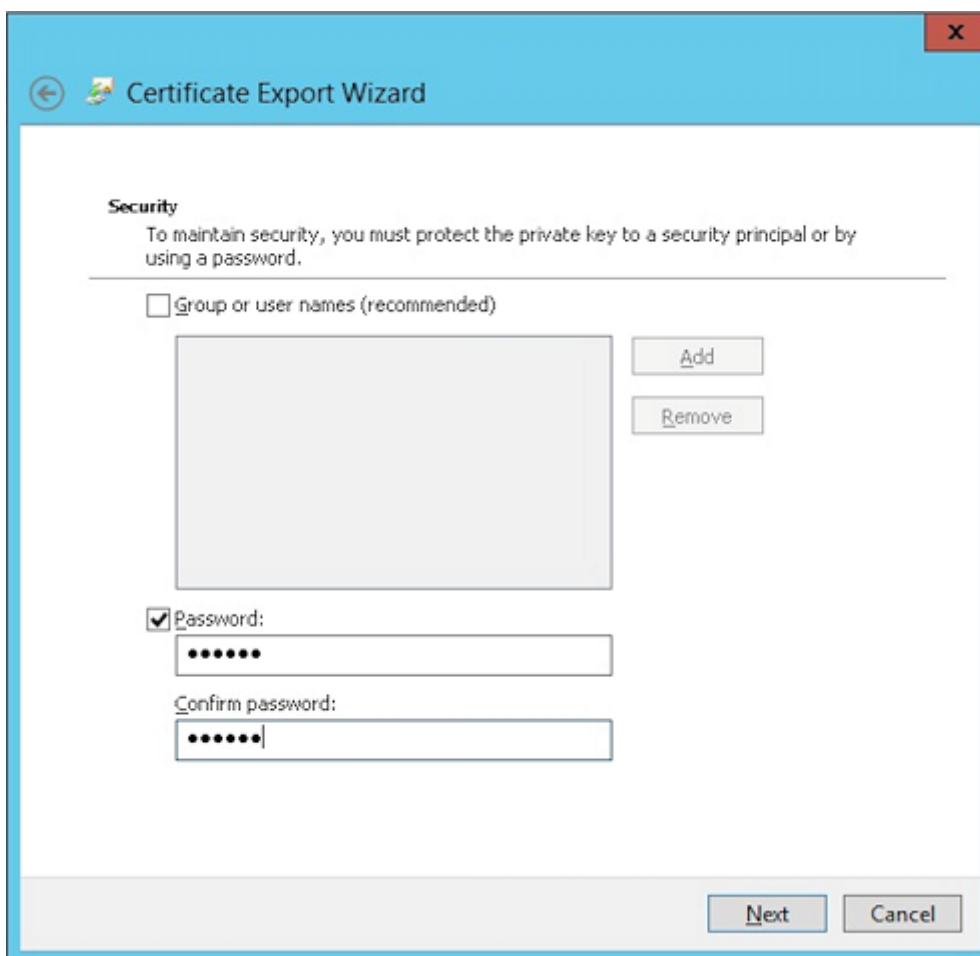 x
Certificate Export Wizard
Security
To maintain security, you must protect the private key to a security principal or by
using a password.
Group or user names (recommended)
Add
Remove
Password:
••••••
Confirm password:
••••••
Next
Cancel